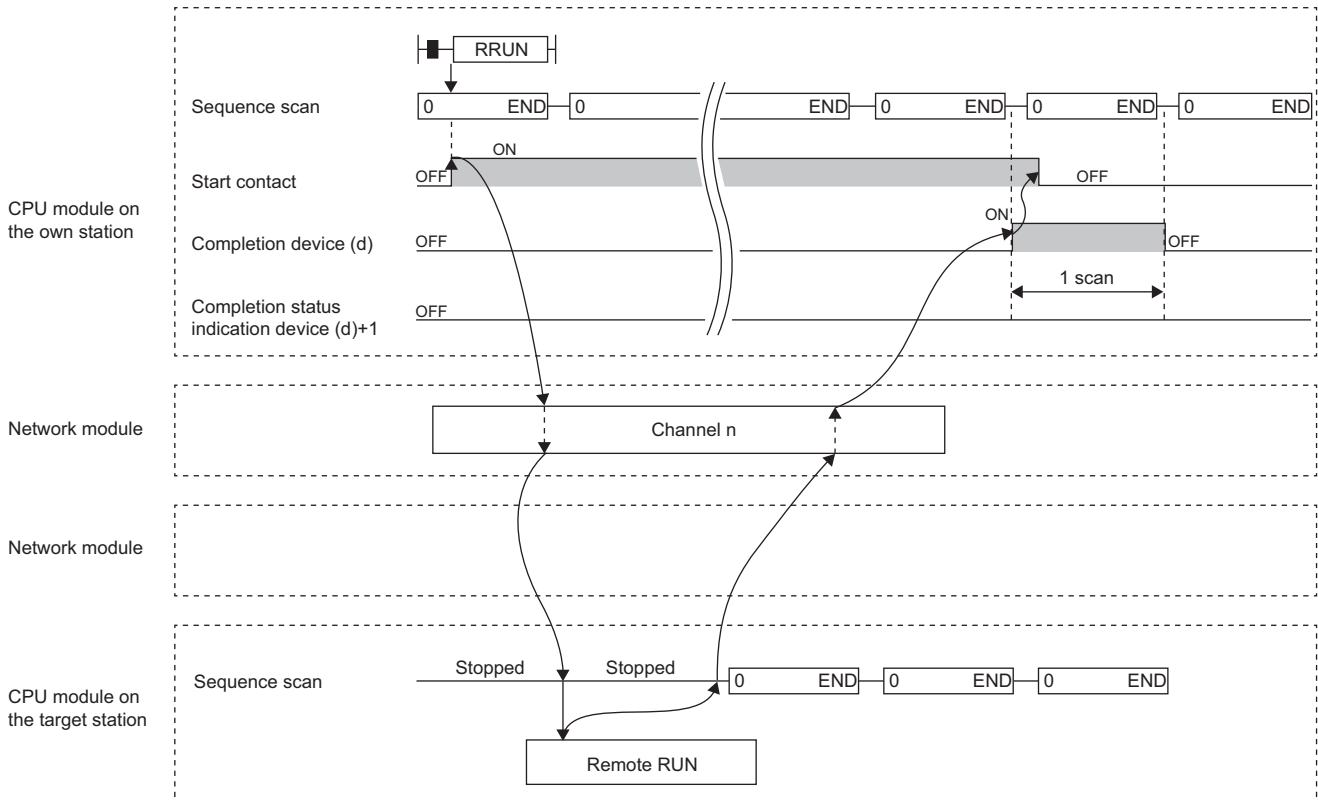 RRUN
Sequence scan
0 END 0 END 0 END 0 END 0 END
ON
Start contact
OFF
OFF
CPU module on
the own station
ON
Completion device (d)
OFF
OFF
1 scan
Completion status
indication device (d)+1
OFF
Network module
Channel n
Network module
Stopped
Stopped
Sequence scan
0 END 0 END 0 END
CPU module on
the target station
Remote RUN